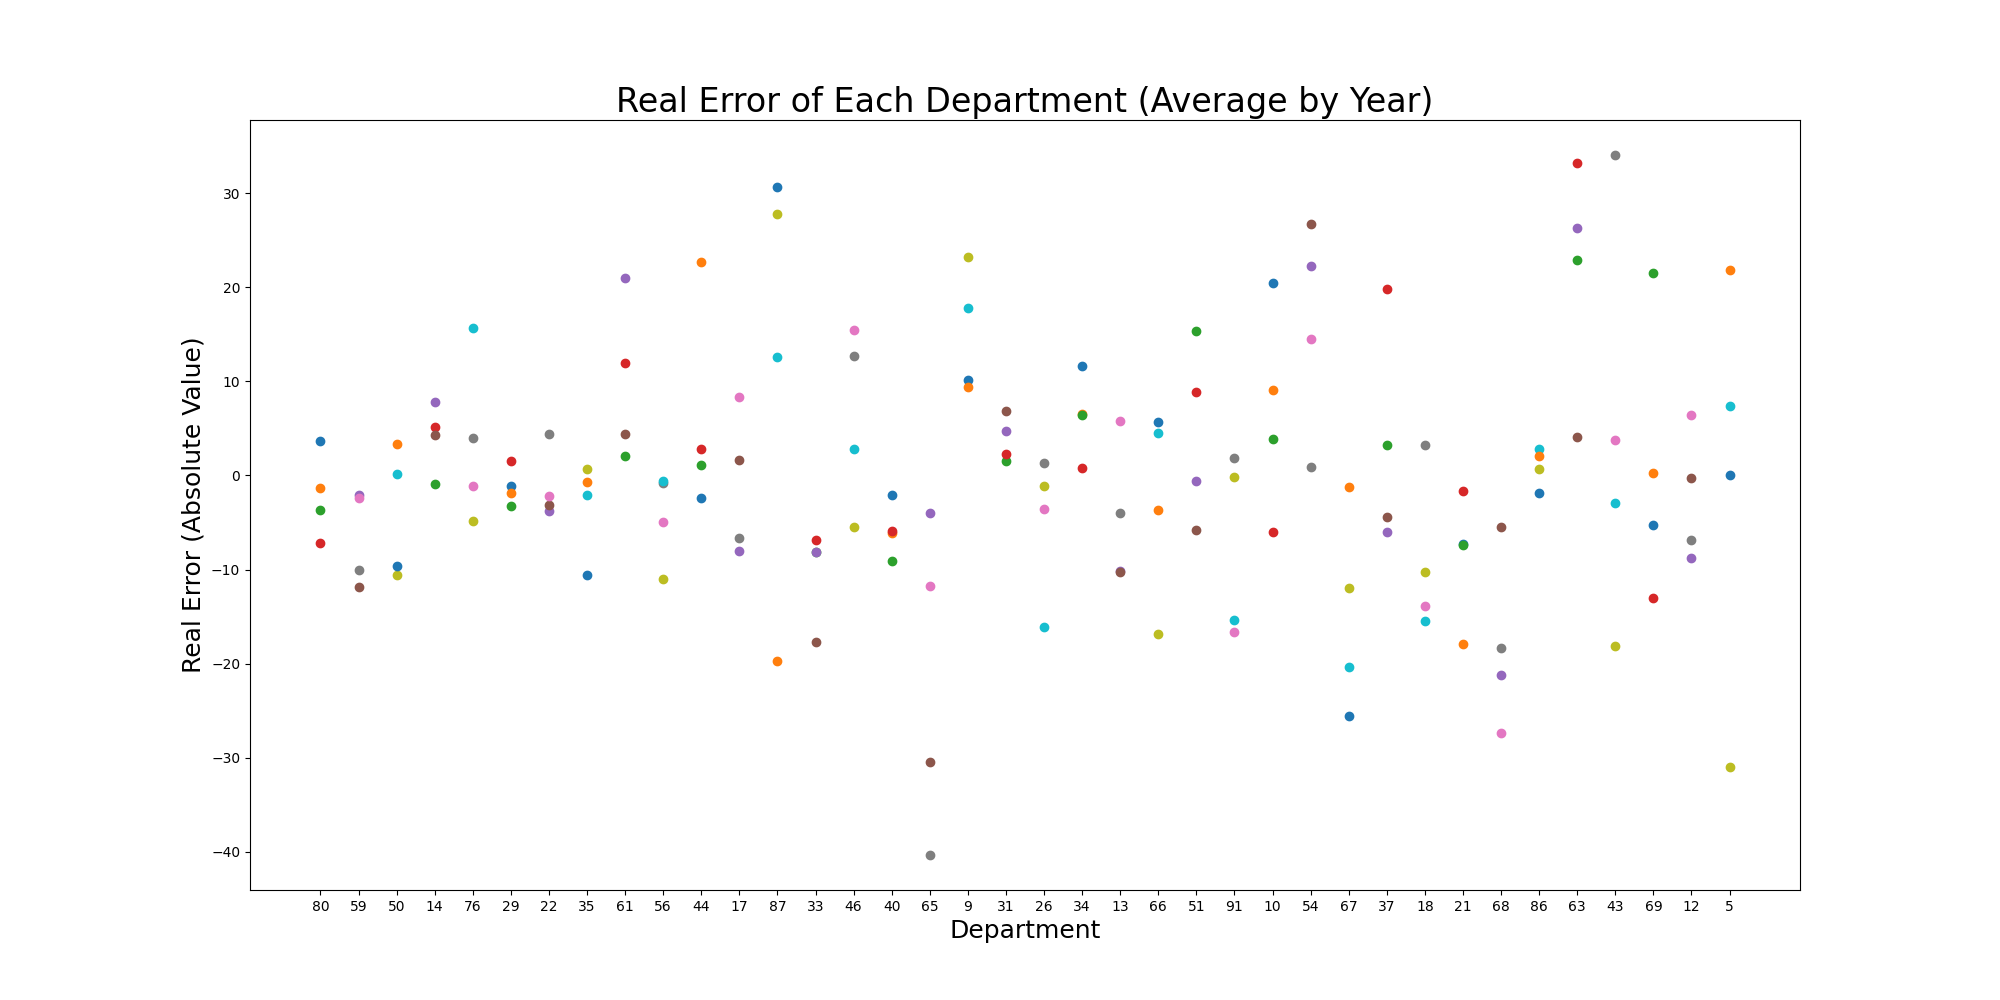 Real Error of Each Department (Average by Year)
Real Error (Absolute Value)
30
20
10
0
−10
−20
−30
−40
80 59 50 14 76 29 22 35 61 56 44 17 87 33 46 40 65 9 31 26 34 13 66 51 91 10 54 67 37 18 21 68 86 63 43 69 12 5
Department